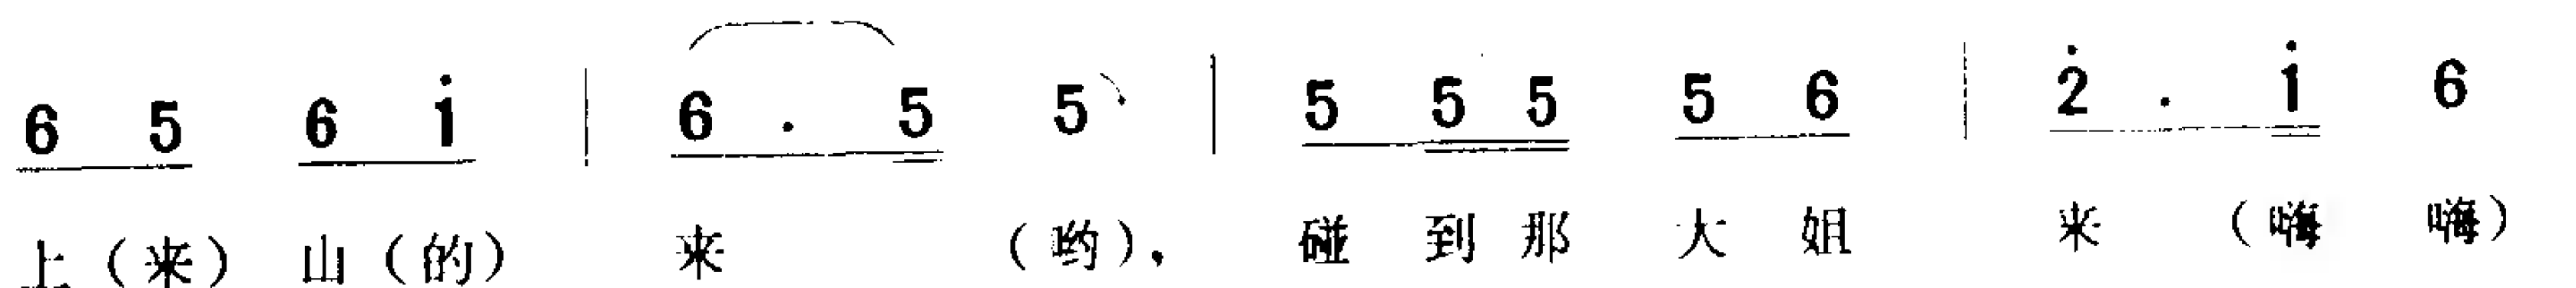 6 5 6 i̇ | 6 . 5 5 | 5 5 5 5 6 | 2̇ . i̇ 6
上（来）山（的） 来 （哟）， 碰 到 那 大 姐 来 （嗨 嗨）